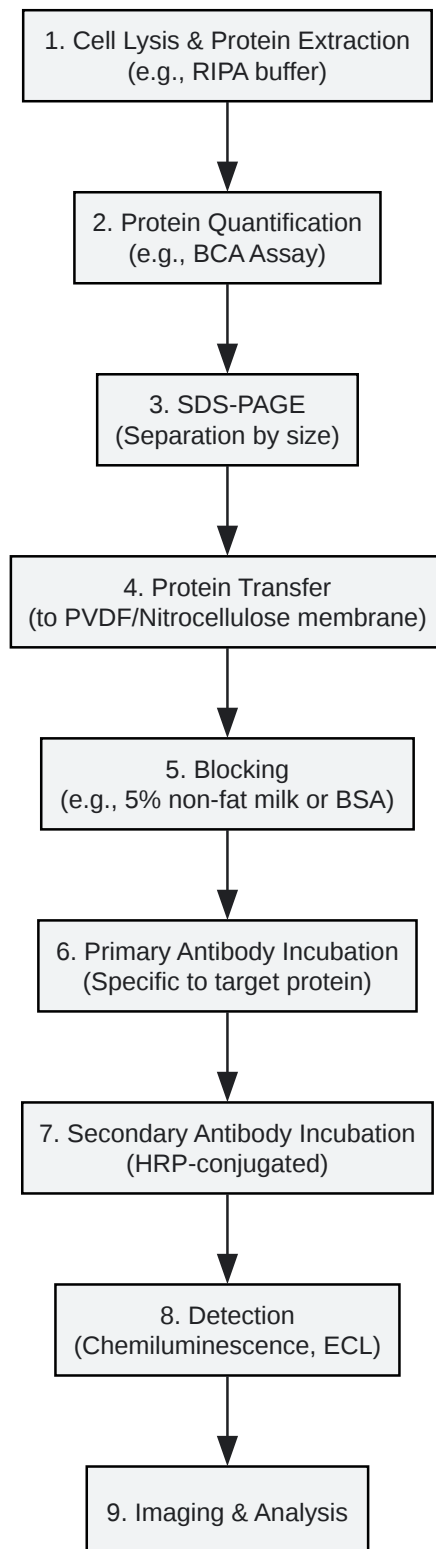 1. Cell Lysis & Protein Extraction
(e.g., RIPA buffer)
2. Protein Quantification
(e.g., BCA Assay)
3. SDS-PAGE
(Separation by size)
4. Protein Transfer
(to PVDF/Nitrocellulose membrane)
5. Blocking
(e.g., 5% non-fat milk or BSA)
6. Primary Antibody Incubation
(Specific to target protein)
7. Secondary Antibody Incubation
(HRP-conjugated)
8. Detection
(Chemiluminescence, ECL)
9. Imaging & Analysis